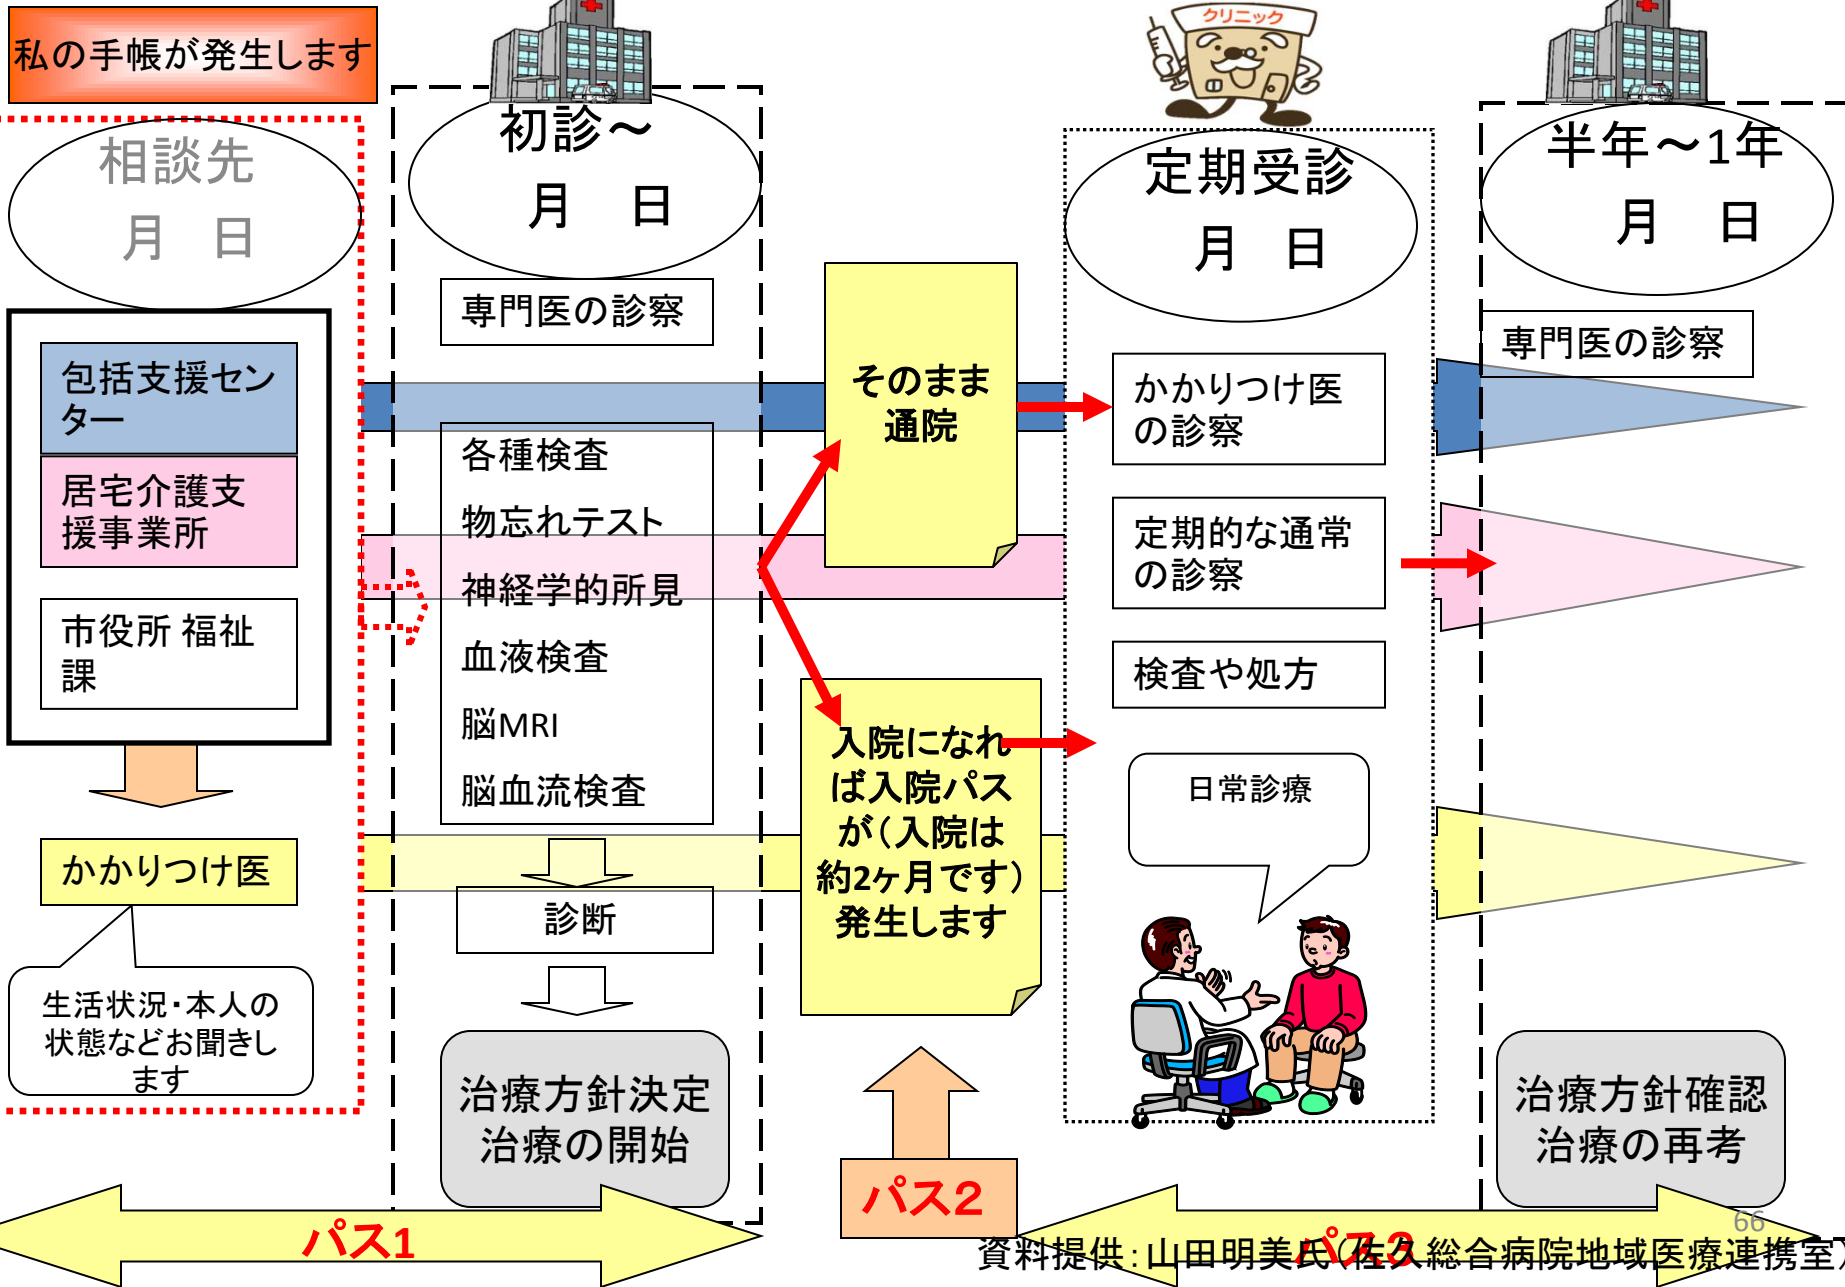 私の手帳が発生します
相談先
月 日
包括支援セン
ター
居宅介護支
援事業所
市役所 福祉
課
かかりつけ医
生活状況・本人の
状態などお聞きし
ます
初診～
月 日
専門医の診察
各種検査
物忘れテスト
神経学的所見
血液検査
脳MRI
脳血流検査
診断
治療方針決定
治療の開始
パス1
そのまま
通院
入院になれ
ば入院パス
が（入院は
約2ヶ月です）
発生します
パス2
クリニック
定期受診
月 日
かかりつけ医
の診察
定期的な通常
の診察
検査や処方
日常診療
半年～1年
月 日
専門医の診察
治療方針確認
治療の再考
パス3
66
資料提供：山田明美氏（佐久総合病院地域医療連携室）